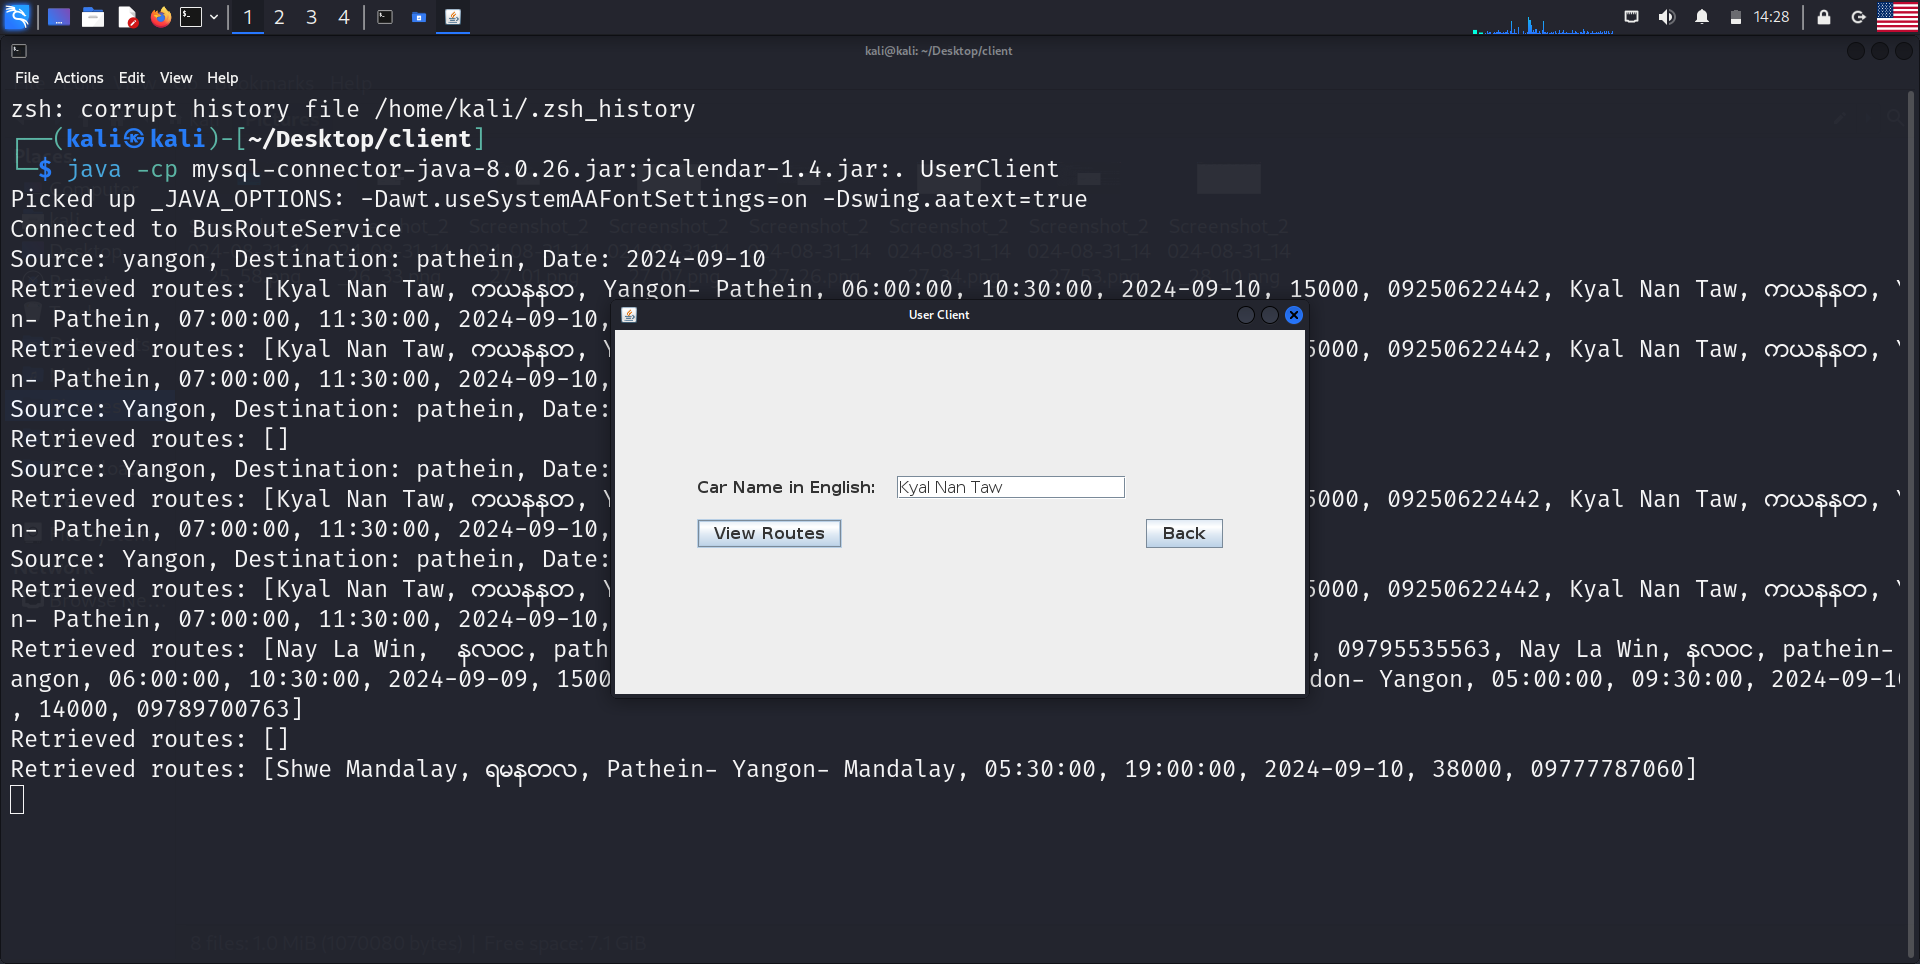 1 2 3 4
14:28
kali@kali: ~/Desktop/client
File Actions Edit View Help
zsh: corrupt history file /home/kali/.zsh_history
(kali㉿kali)-[~/Desktop/client]
$ java -cp mysql-connector-java-8.0.26.jar:jcalendar-1.4.jar:. UserClient
Picked up _JAVA_OPTIONS: -Dawt.useSystemAAFontSettings=on -Dswing.aatext=true
Connected to BusRouteService
Source: yangon, Destination: pathein, Date: 2024-09-10
Retrieved routes: [Kyal Nan Taw, ကယနနတ, Yangon- Pathein, 06:00:00, 10:30:00, 2024-09-10, 15000, 09250622442, Kyal Nan Taw, ကယနနတ, Y
n- Pathein, 07:00:00, 11:30:00, 2024-09-10,
Retrieved routes: [Kyal Nan Taw, ကယနနတ, Y 5000, 09250622442, Kyal Nan Taw, ကယနနတ, Y
n- Pathein, 07:00:00, 11:30:00, 2024-09-10,
Source: Yangon, Destination: pathein, Date:
Retrieved routes: []
Source: Yangon, Destination: pathein, Date:
Retrieved routes: [Kyal Nan Taw, ကယနနတ, Y 5000, 09250622442, Kyal Nan Taw, ကယနနတ, Y
n- Pathein, 07:00:00, 11:30:00, 2024-09-10,
Source: Yangon, Destination: pathein, Date:
Retrieved routes: [Kyal Nan Taw, ကယနနတ, Y 5000, 09250622442, Kyal Nan Taw, ကယနနတ, Y
n- Pathein, 07:00:00, 11:30:00, 2024-09-10,
Retrieved routes: [Nay La Win, နလဝင, path , 09795535563, Nay La Win, နလဝင, pathein-
angon, 06:00:00, 10:30:00, 2024-09-09, 1500 don- Yangon, 05:00:00, 09:30:00, 2024-09-10
, 14000, 09789700763]
Retrieved routes: []
Retrieved routes: [Shwe Mandalay, ရမနတလ, Pathein- Yangon- Mandalay, 05:30:00, 19:00:00, 2024-09-10, 38000, 09777787060]
User Client
Car Name in English: Kyal Nan Taw
View Routes Back
8 files: 1.0 MiB (1070080 bytes) | Free space: 7.1 GiB